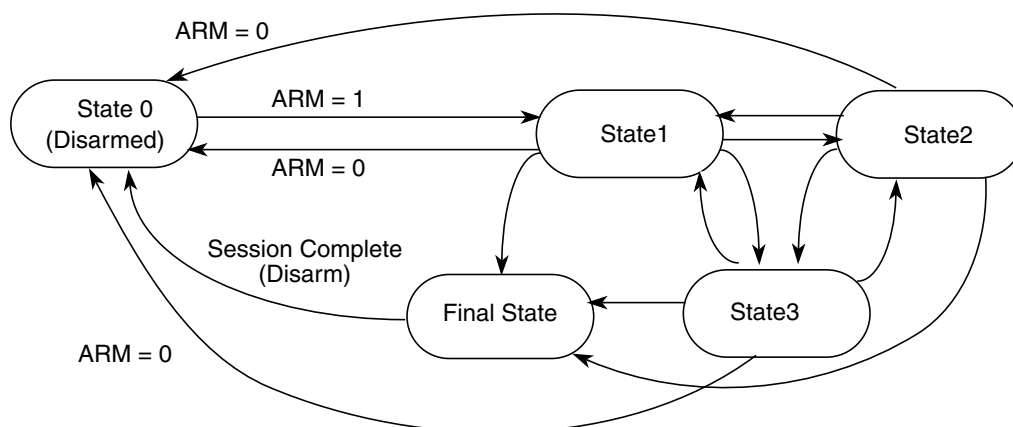 ARM = 0
State 0
(Disarmed)
ARM = 1
ARM = 0
State1
State2
Session Complete
(Disarm)
Final State
State3
ARM = 0